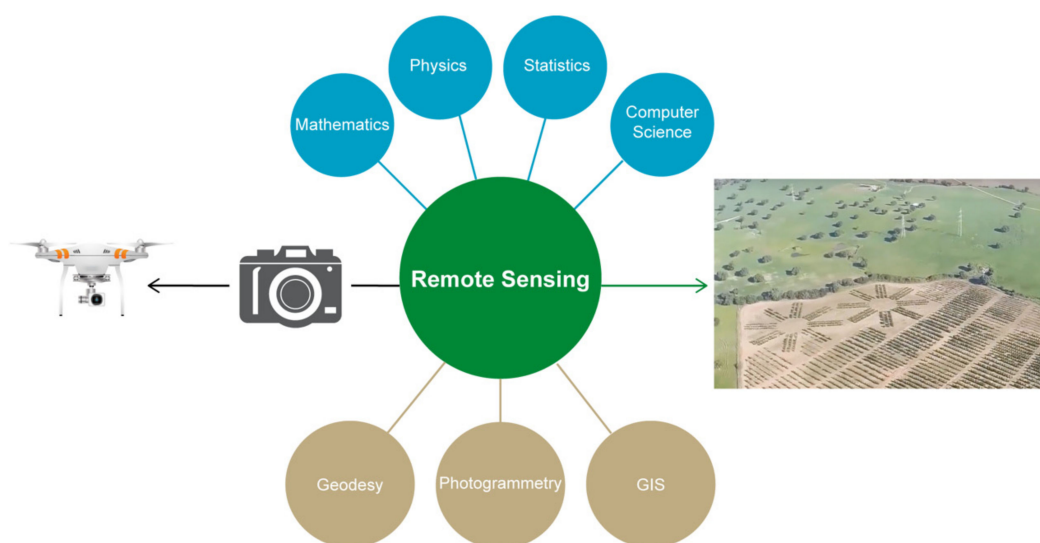 Physics
Statistics
Mathematics
Computer
Science
Remote Sensing
Geodesy
Photogrammetry
GIS